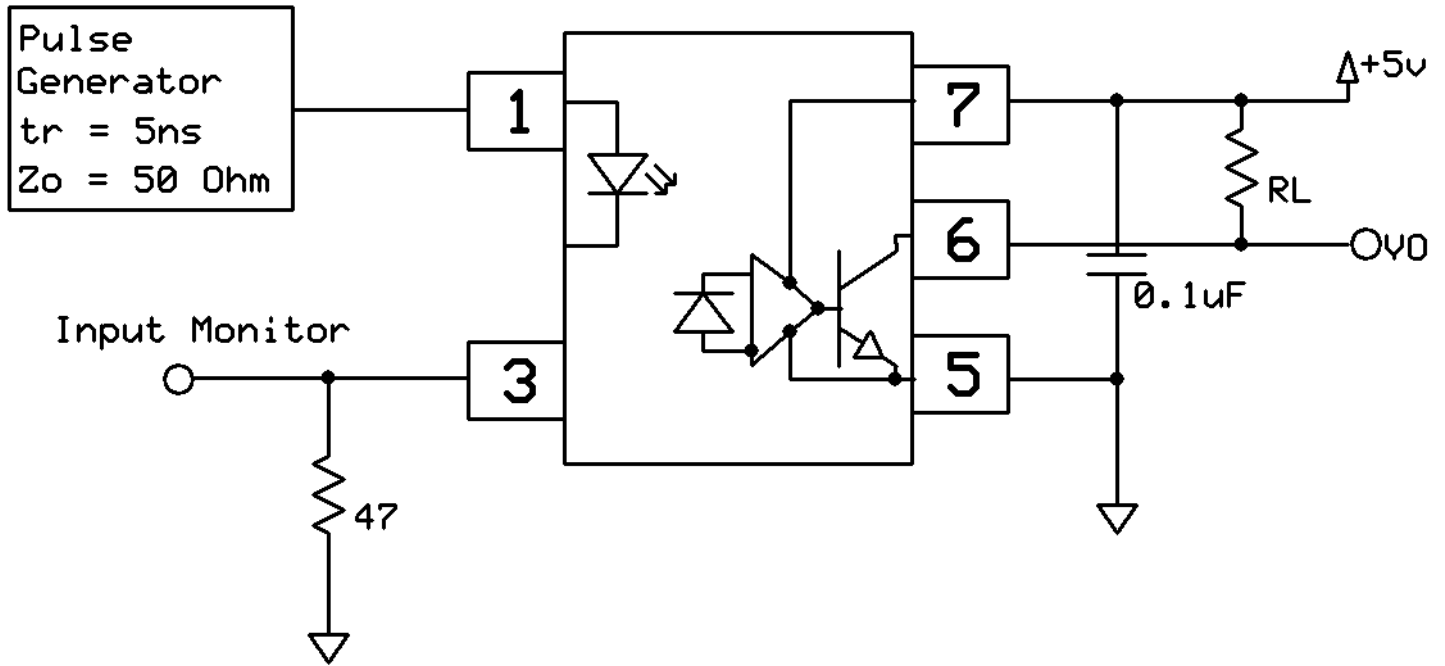 Pulse
Generator
tr = 5ns
Zo = 50 Ohm
1
7
+5v
RL
6
VO
0.1uF
Input Monitor
3
5
47